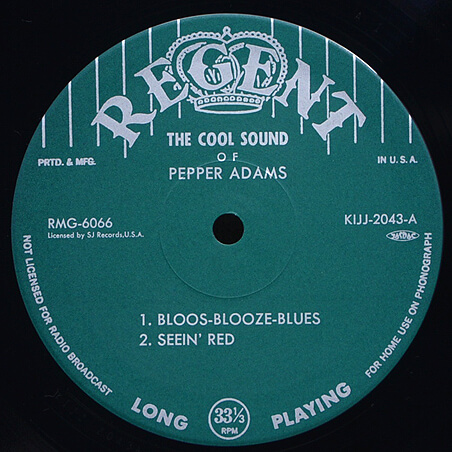 REGENT
THE COOL SOUND
OF
PEPPER ADAMS
PRTD. & MFG.
IN U.S.A.
RMG-6066
Licensed by SJ Records,U.S.A.
KIJJ-2043-A
1. BLOOS-BLOOZE-BLUES
2. SEEIN' RED
NOT LICENSED FOR RADIO BROADCAST
FOR HOME USE ON PHONOGRAPH
LONG 33 1/3 PLAYING
RPM